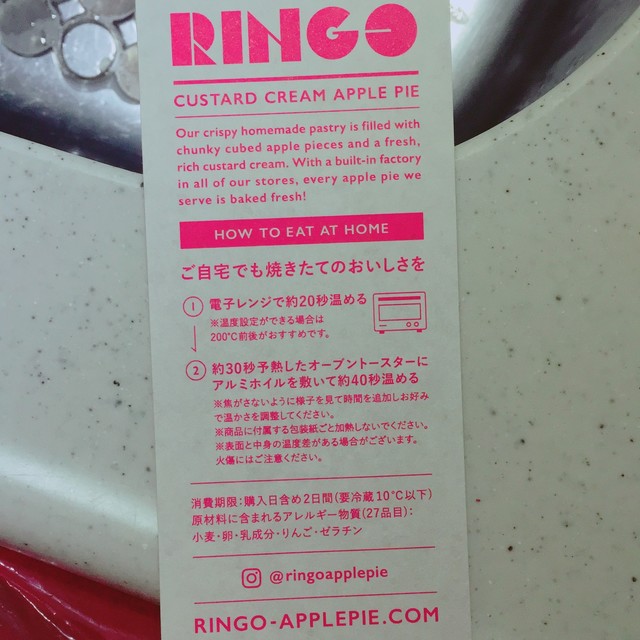 RINGO
CUSTARD CREAM APPLE PIE
Our crispy homemade pastry is filled with
chunky cubed apple pieces and a fresh,
rich custard cream. With a built-in factory
in all of our stores, every apple pie we
serve is baked fresh!
HOW TO EAT AT HOME
ご自宅でも焼きたてのおいしさを
1 電子レンジで約20秒温める
※温度設定ができる場合は
200℃前後がおすすめです。
2 約30秒予熱したオーブントースターに
アルミホイルを敷いて約40秒温める
※焦がさないように様子を見て時間を追加しお好み
で温かさを調整してください。
※商品に付属する包装紙ごと加熱しないでください。
※表面と中身の温度差がある場合がございます。
火傷にはご注意ください。
消費期限:購入日含め2日間(要冷蔵10℃以下)
原材料に含まれるアレルギー物質(27品目):
小麦・卵・乳成分・りんご・ゼラチン
@ringoapplepie
RINGO-APPLEPIE.COM